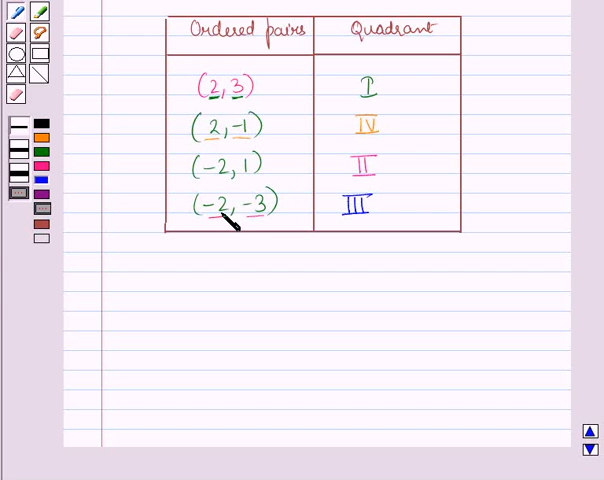 Ordered pairs Quadrant
(2, 3) I
(2, -1) IV
(-2, 1) II
(-2, -3) III